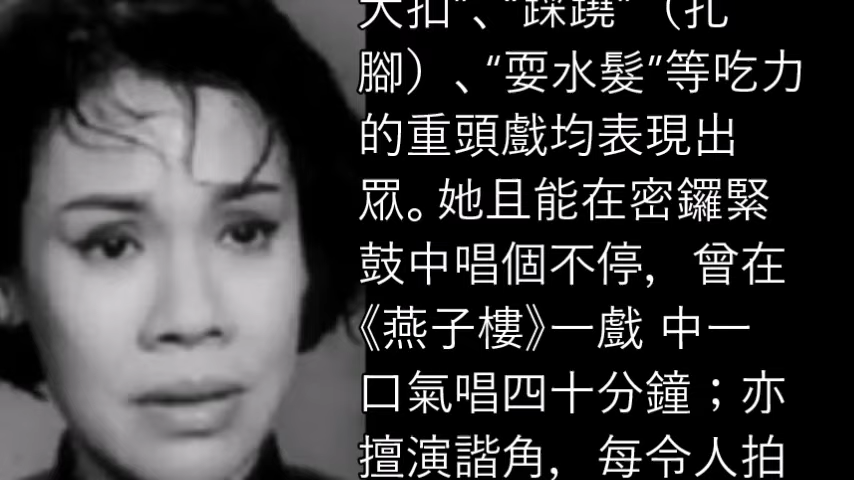 大扣”、“踩蹺”（扎
腳）、“耍水髮”等吃力
的重頭戲均表現出
眾。她且能在密鑼緊
鼓中唱個不停，曾在
《燕子樓》一戲 中一
口氣唱四十分鐘；亦
擅演諧角，每令人拍